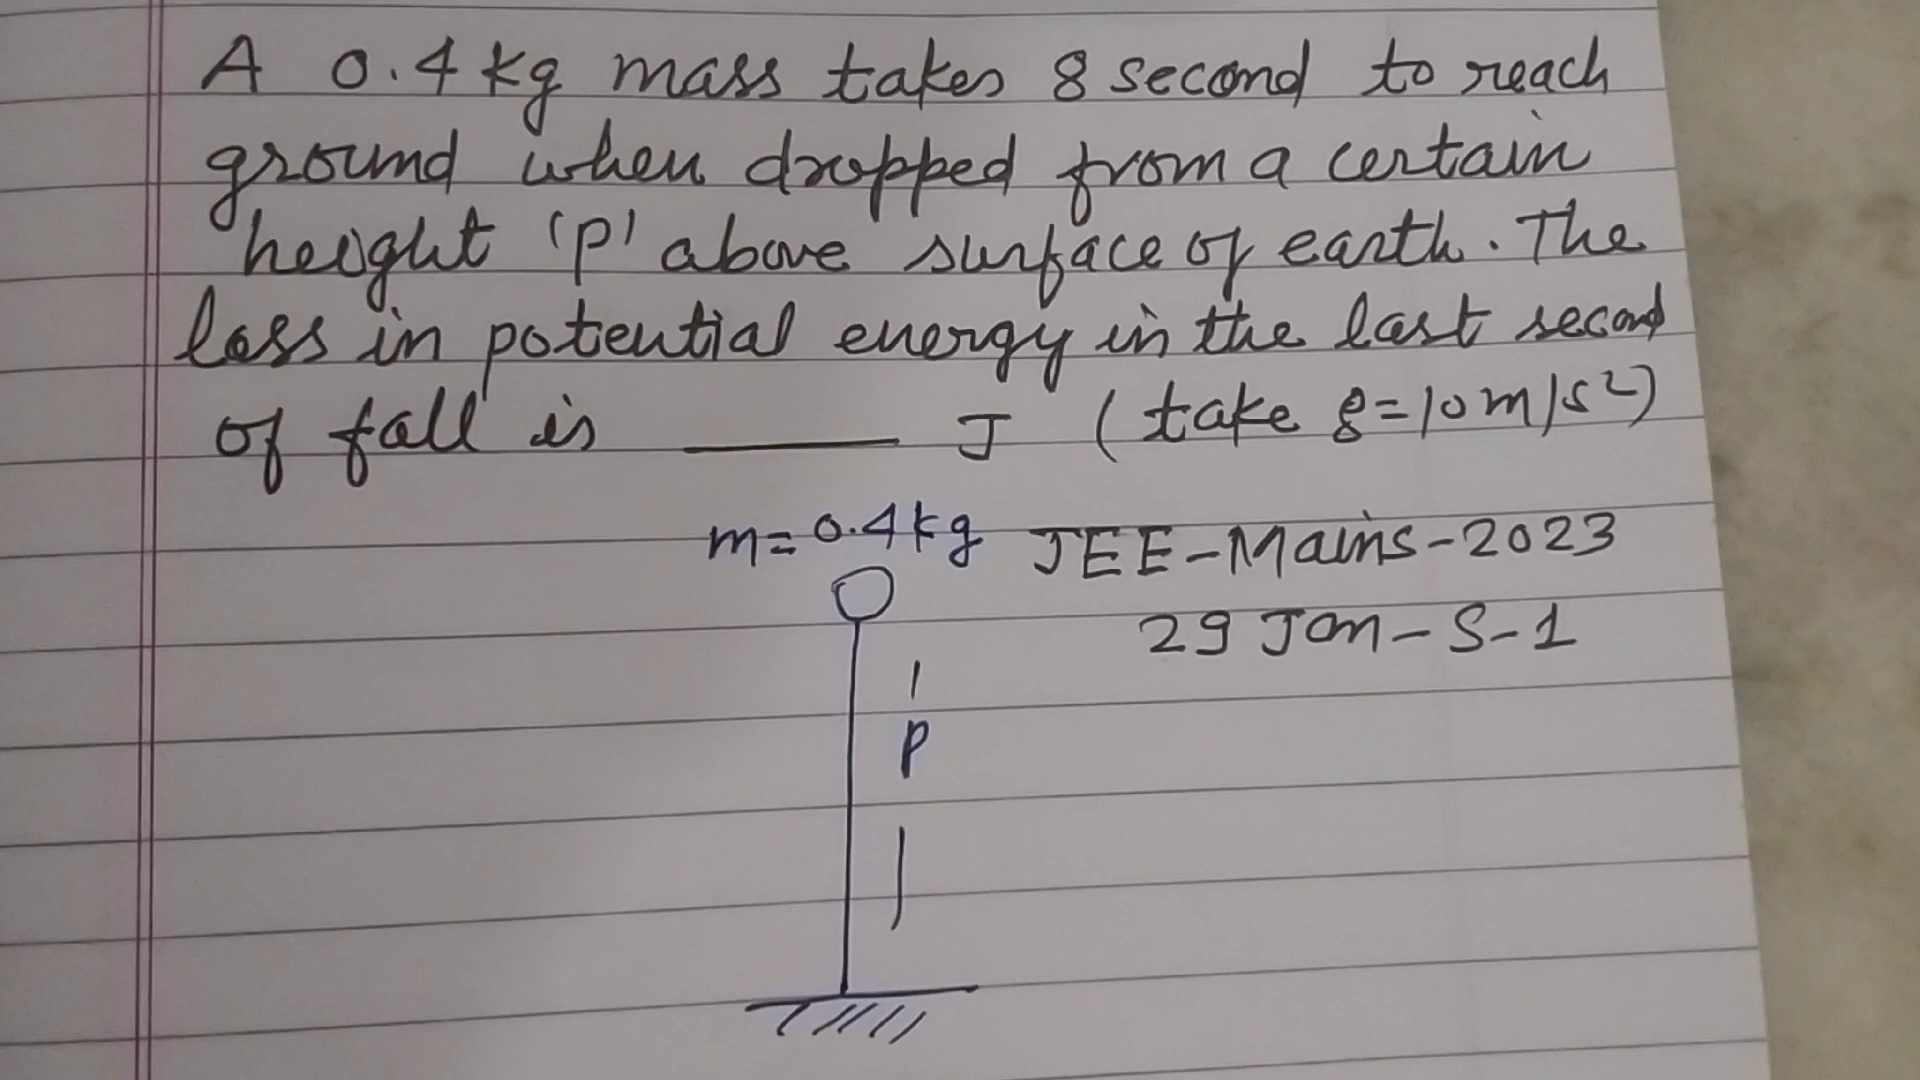 A 0.4 kg mass takes 8 second to reach
ground when dropped from a certain
height 'P' above surface of earth. The
loss in potential energy in the last second
of fall is ______ J (take g=10m/s²)
m=0.4kg JEE-Mains-2023
29 Jan-S-1
P